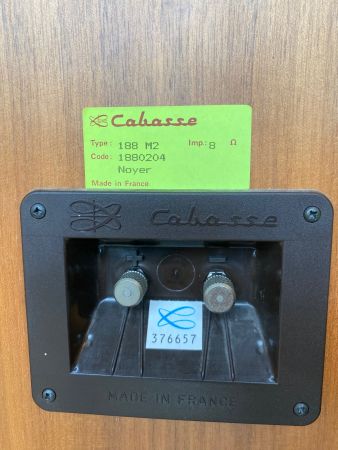 Cabasse
Type: 188 M2 Imp.: 8 Ω
Code: 1880204
Noyer
Made in France
Cabasse
+ −
376657
MADE IN FRANCE